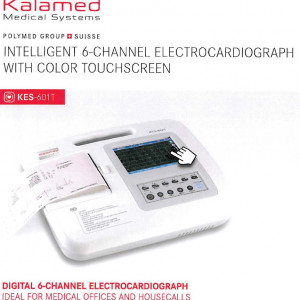 Kalamed
Medical Systems
POLYMED GROUP SUISSE
INTELLIGENT 6-CHANNEL ELECTROCARDIOGRAPH
WITH COLOR TOUCHSCREEN
KES-601T
DIGITAL 6-CHANNEL ELECTROCARDIOGRAPH
IDEAL FOR MEDICAL OFFICES AND HOUSECALLS